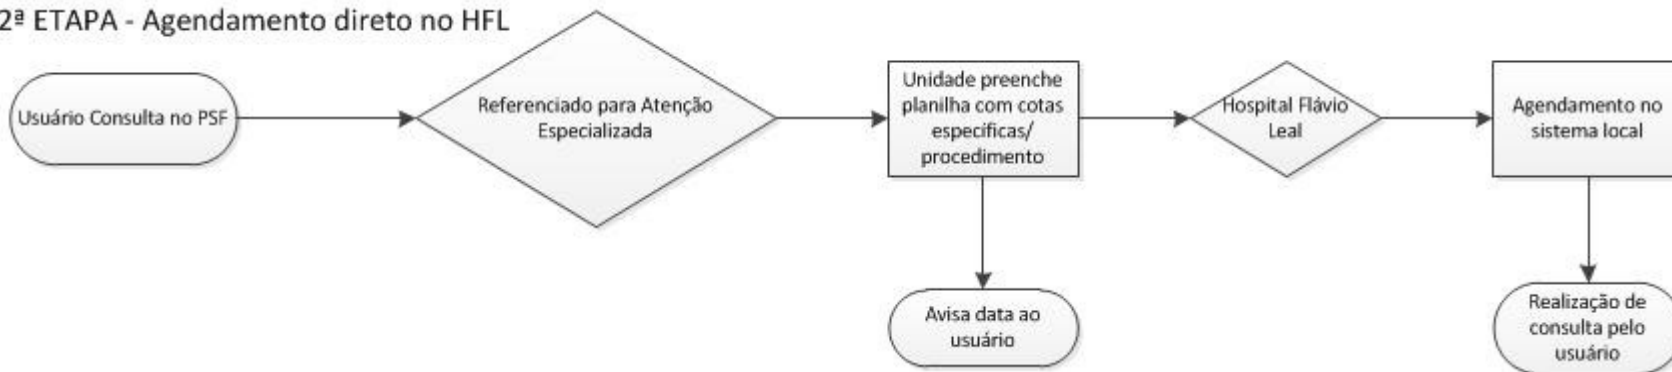 2ª ETAPA - Agendamento direto no HFL
Usuário Consulta no PSF
Referenciado para Atenção
Especializada
Unidade preenche
planilha com cotas
específicas/
procedimento
Hospital Flávio
Leal
Agendamento no
sistema local
Avisa data ao
usuário
Realização de
consulta pelo
usuário